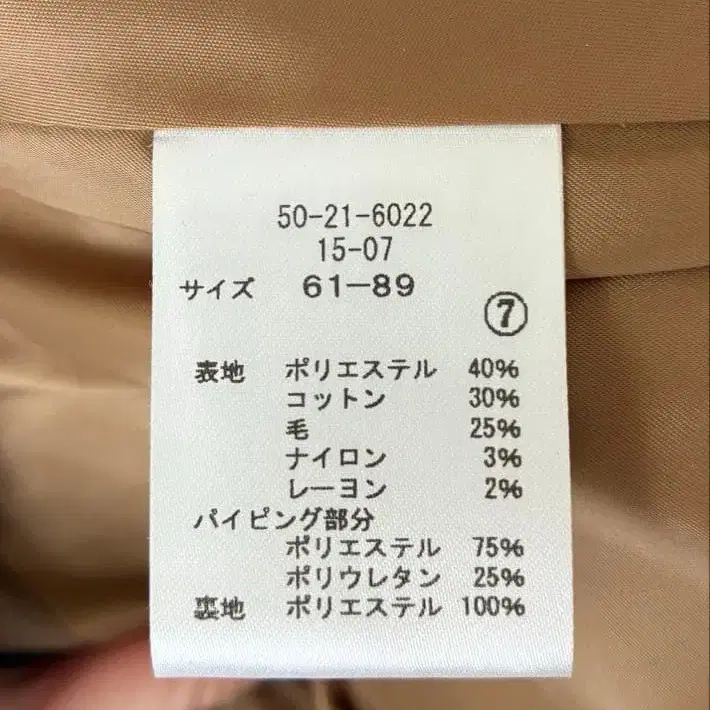 50-21-6022
15-07
サイズ 61-89
⑦
表地 ポリエステル 40%
コットン 30%
毛 25%
ナイロン 3%
レーヨン 2%
パイピング部分
ポリエステル 75%
ポリウレタン 25%
裏地 ポリエステル 100%